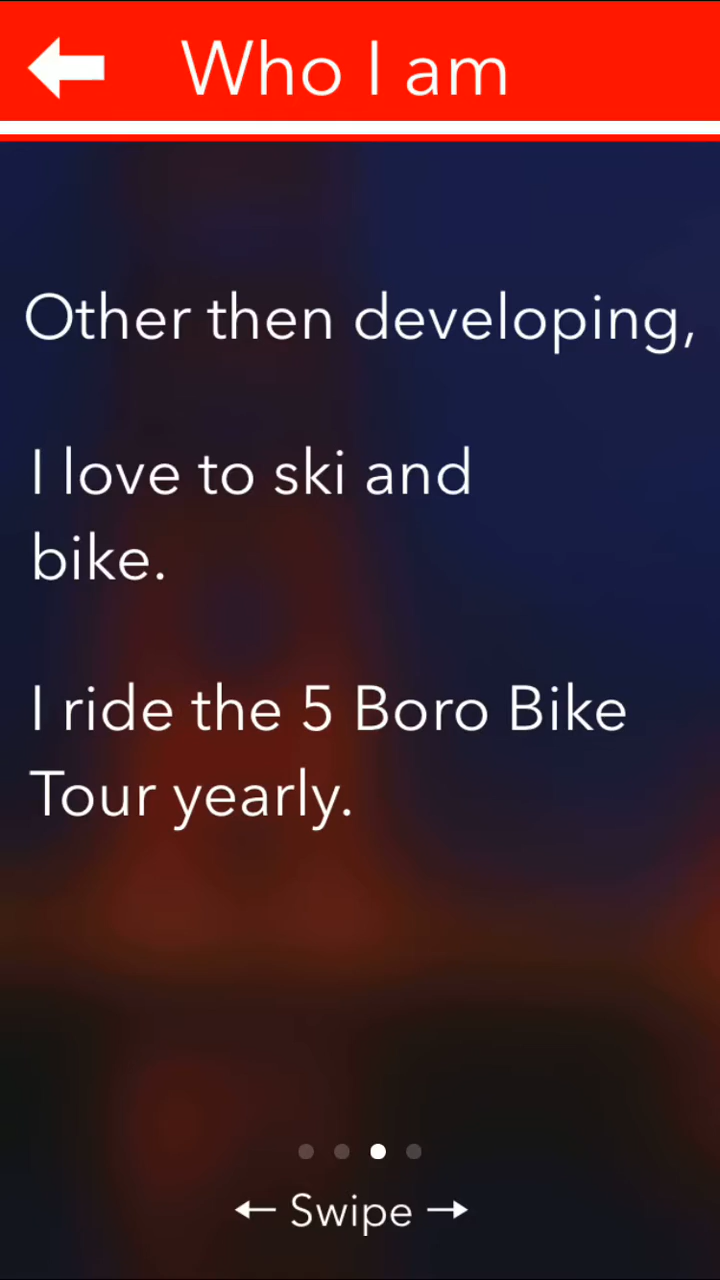 Who I am
Other then developing,
I love to ski and
bike.
I ride the 5 Boro Bike
Tour yearly.
← Swipe →